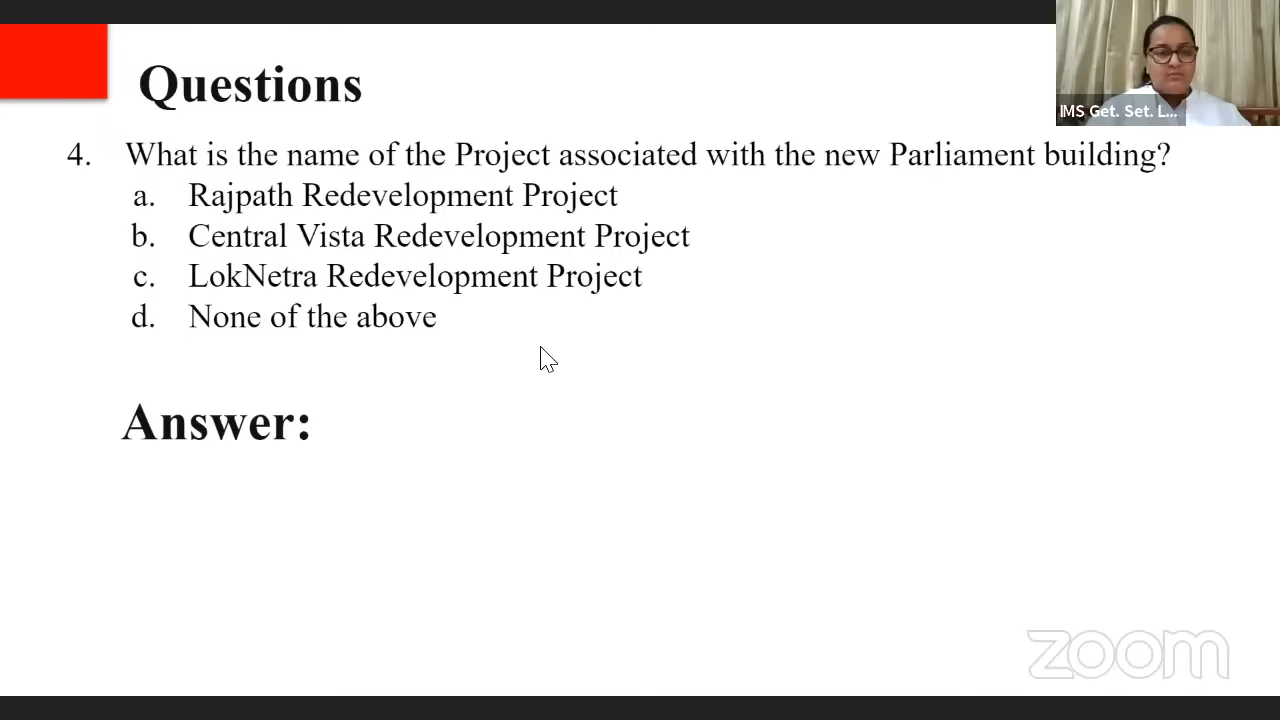 Questions
IMS Get. Set. L...
4. What is the name of the Project associated with the new Parliament building?
a. Rajpath Redevelopment Project
b. Central Vista Redevelopment Project
c. LokNetra Redevelopment Project
d. None of the above
Answer:
zoom